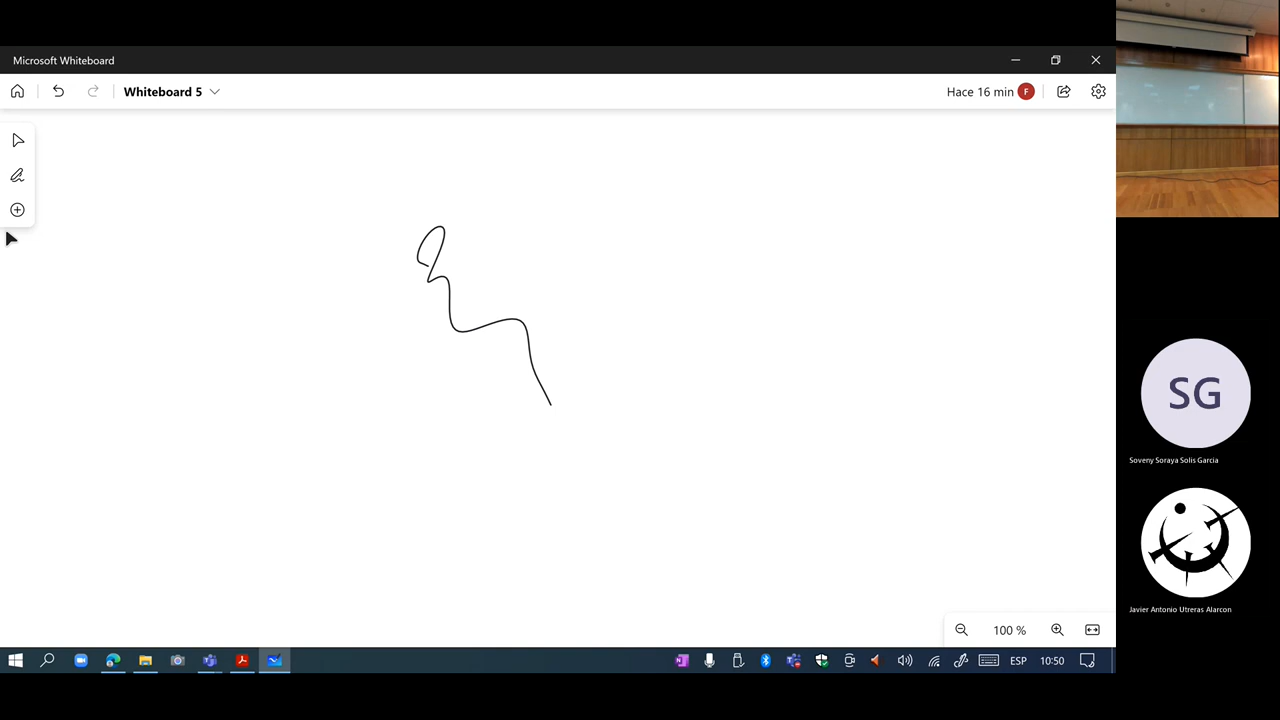 Microsoft Whiteboard
Whiteboard 5
Hace 16 min F
100 %
SG
Soveny Soraya Solis Garcia
Javier Antonio Utreras Alarcon
ESP 10:50